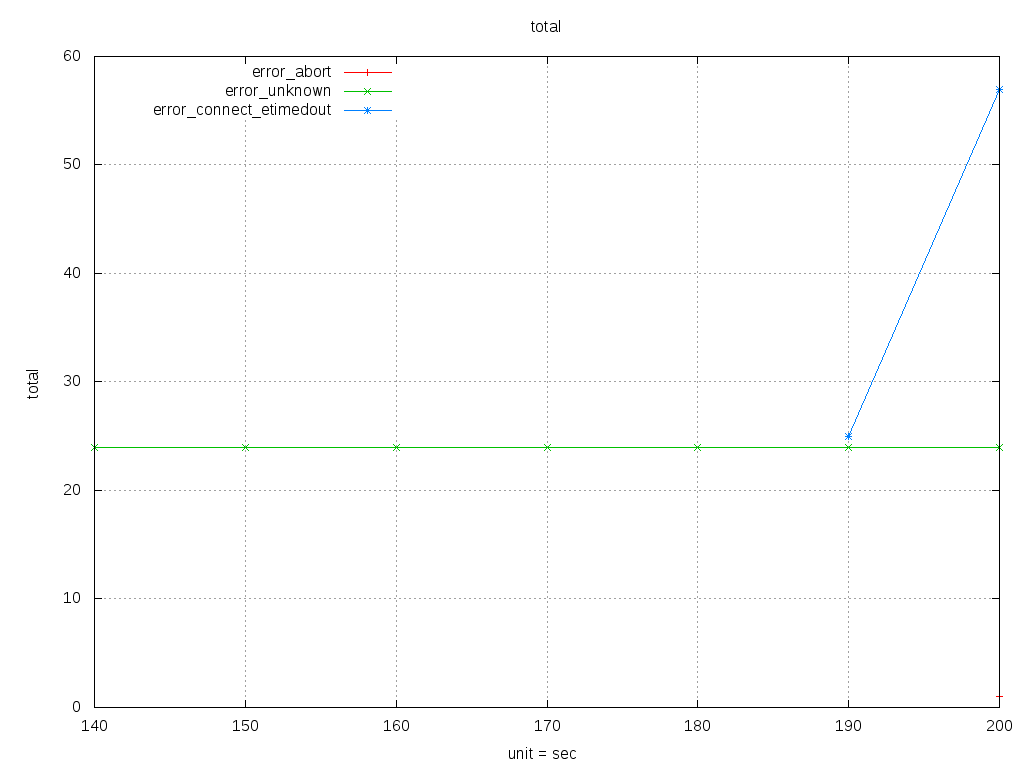 total
60
50
40
30
20
10
0
total
error_abort
error_unknown
error_connect_etimedout
140 150 160 170 180 190 200
unit = sec